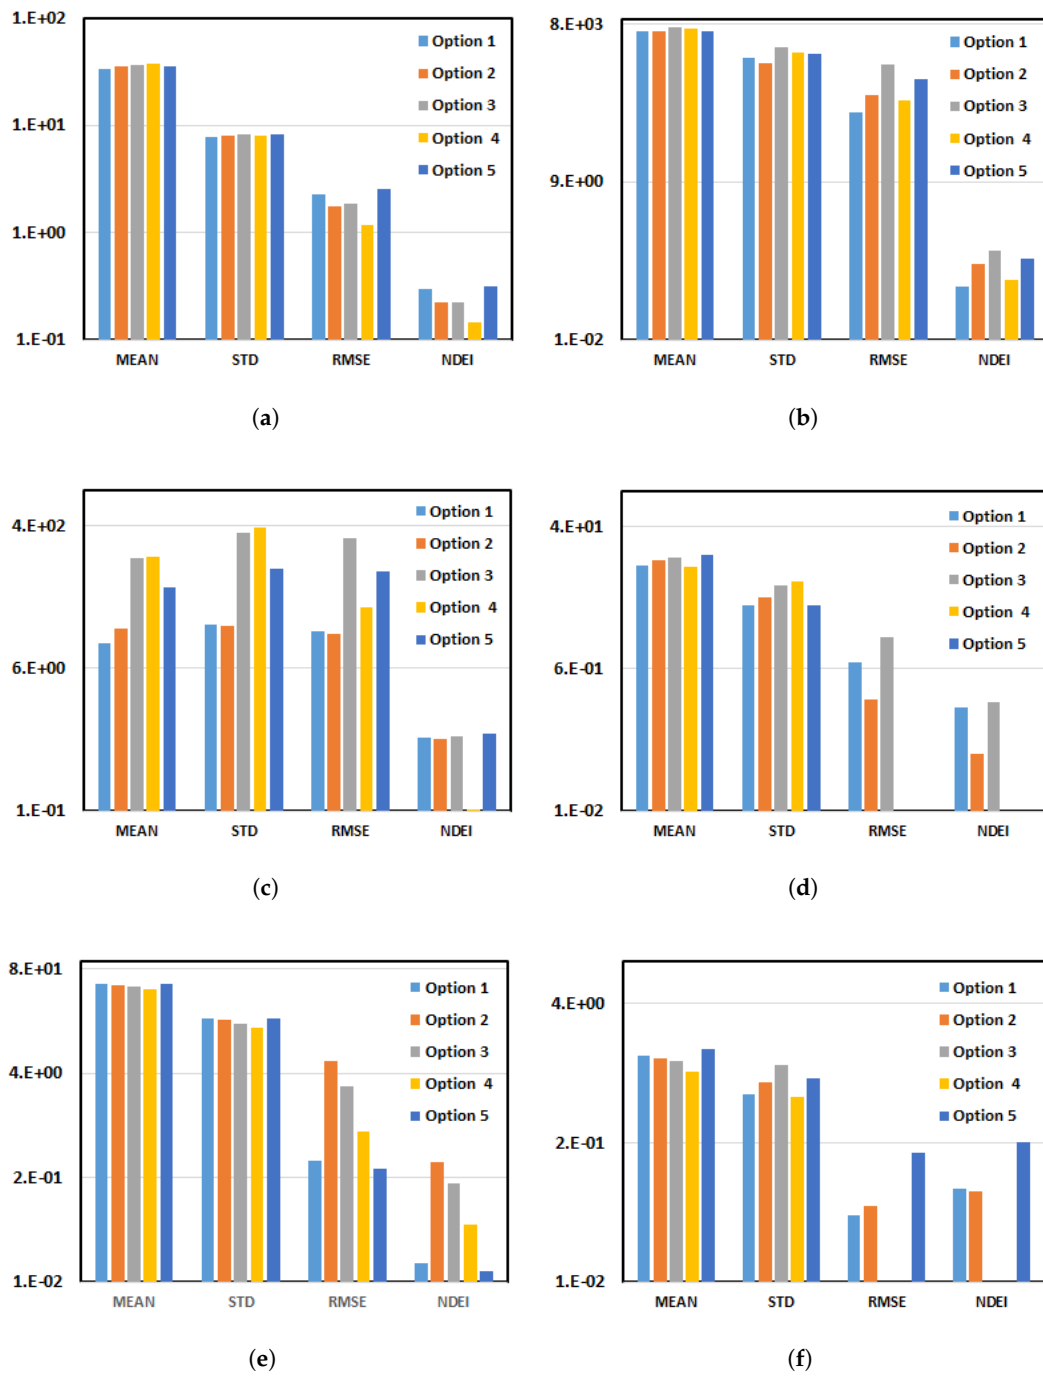 1.E+02
1.E+01
1.E+00
1.E-01
MEAN STD RMSE NDEI
Option 1
Option 2
Option 3
Option 4
Option 5
(a)
8.E+03
9.E+00
1.E-02
MEAN STD RMSE NDEI
Option 1
Option 2
Option 3
Option 4
Option 5
(b)
4.E+02
6.E+00
1.E-01
MEAN STD RMSE NDEI
Option 1
Option 2
Option 3
Option 4
Option 5
(c)
4.E+01
6.E-01
1.E-02
MEAN STD RMSE NDEI
Option 1
Option 2
Option 3
Option 4
Option 5
(d)
8.E+01
4.E+00
2.E-01
1.E-02
MEAN STD RMSE NDEI
Option 1
Option 2
Option 3
Option 4
Option 5
(e)
4.E+00
2.E-01
1.E-02
MEAN STD RMSE NDEI
Option 1
Option 2
Option 3
Option 4
Option 5
(f)